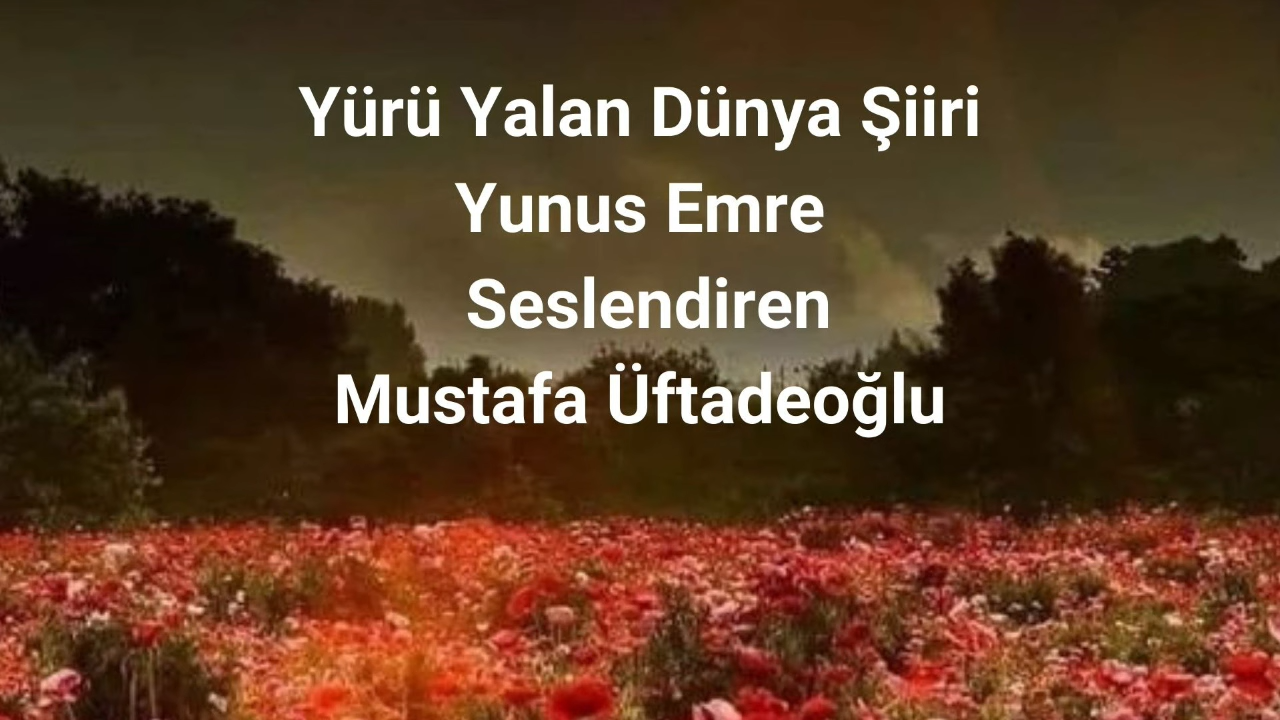 Yürü Yalan Dünya Şiiri
Yunus Emre
Seslendiren
Mustafa Üftadeoğlu